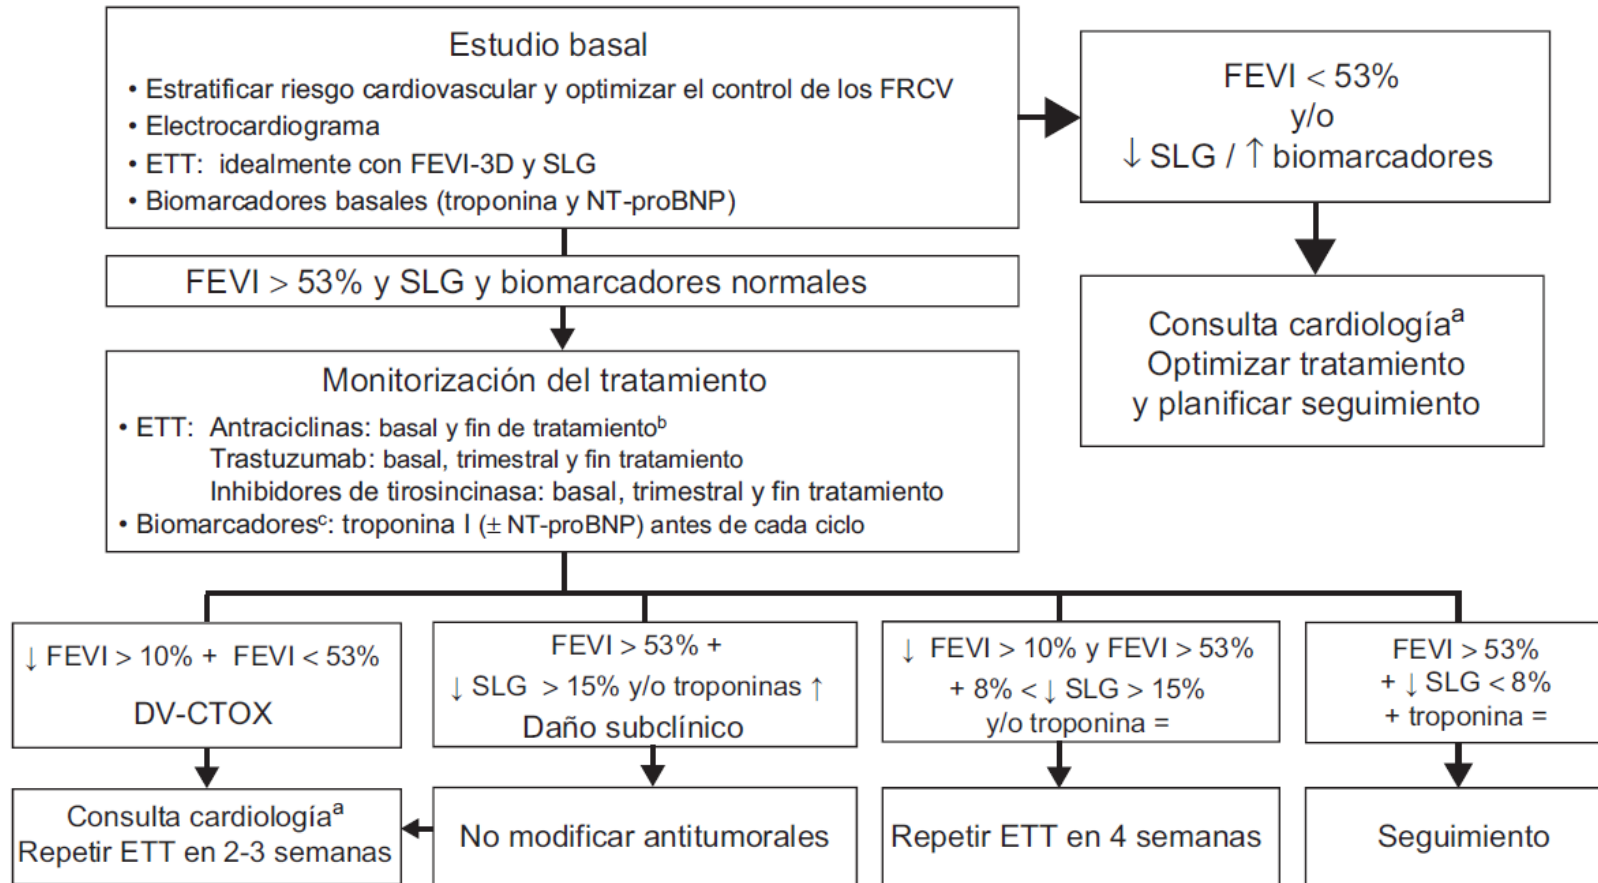 Estudio basal
• Estratificar riesgo cardiovascular y optimizar el control de los FRCV
• Electrocardiograma
• ETT: idealmente con FEVI-3D y SLG
• Biomarcadores basales (troponina y NT-proBNP)
FEVI < 53%
y/o
↓ SLG / ↑ biomarcadores
FEVI > 53% y SLG y biomarcadores normales
Consulta cardiologíaᵃ
Optimizar tratamiento
y planificar seguimiento
Monitorización del tratamiento
• ETT: Antraciclinas: basal y fin de tratamientoᵇ
Trastuzumab: basal, trimestral y fin tratamiento
Inhibidores de tirosincinasa: basal, trimestral y fin tratamiento
• Biomarcadoresᶜ: troponina I (± NT-proBNP) antes de cada ciclo
↓ FEVI > 10% + FEVI < 53%
DV-CTOX
FEVI > 53% +
↓ SLG > 15% y/o troponinas ↑
Daño subclínico
↓ FEVI > 10% y FEVI > 53%
+ 8% < ↓ SLG > 15%
y/o troponina =
FEVI > 53%
+ ↓ SLG < 8%
+ troponina =
Consulta cardiologíaᵃ
Repetir ETT en 2-3 semanas
No modificar antitumorales
Repetir ETT en 4 semanas
Seguimiento